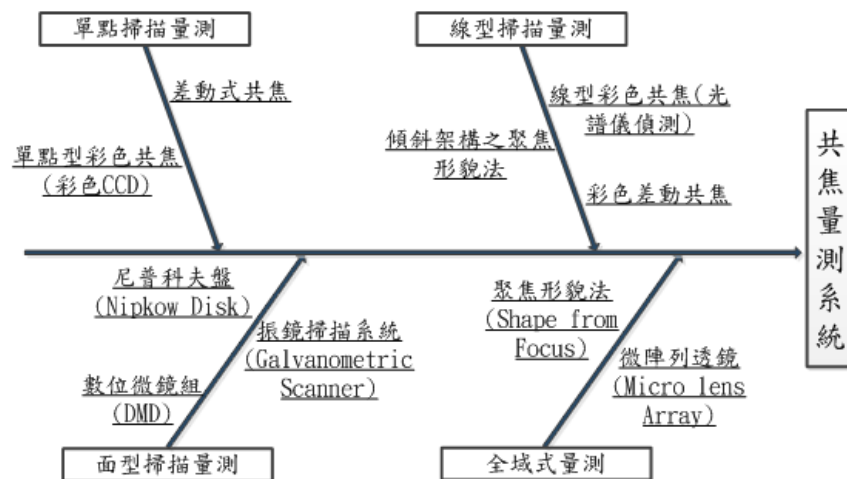 單點掃描量測
線型掃描量測
差動式共焦
單點型彩色共焦
(彩色CCD)
線型彩色共焦(光
譜儀偵測)
傾斜架構之聚焦
形貌法
彩色差動共焦
共焦量測系統
尼普科夫盤
(Nipkow Disk)
振鏡掃描系統
(Galvanometric
Scanner)
數位微鏡組
(DMD)
聚焦形貌法
(Shape from
Focus)
微陣列透鏡
(Micro lens
Array)
面型掃描量測
全域式量測